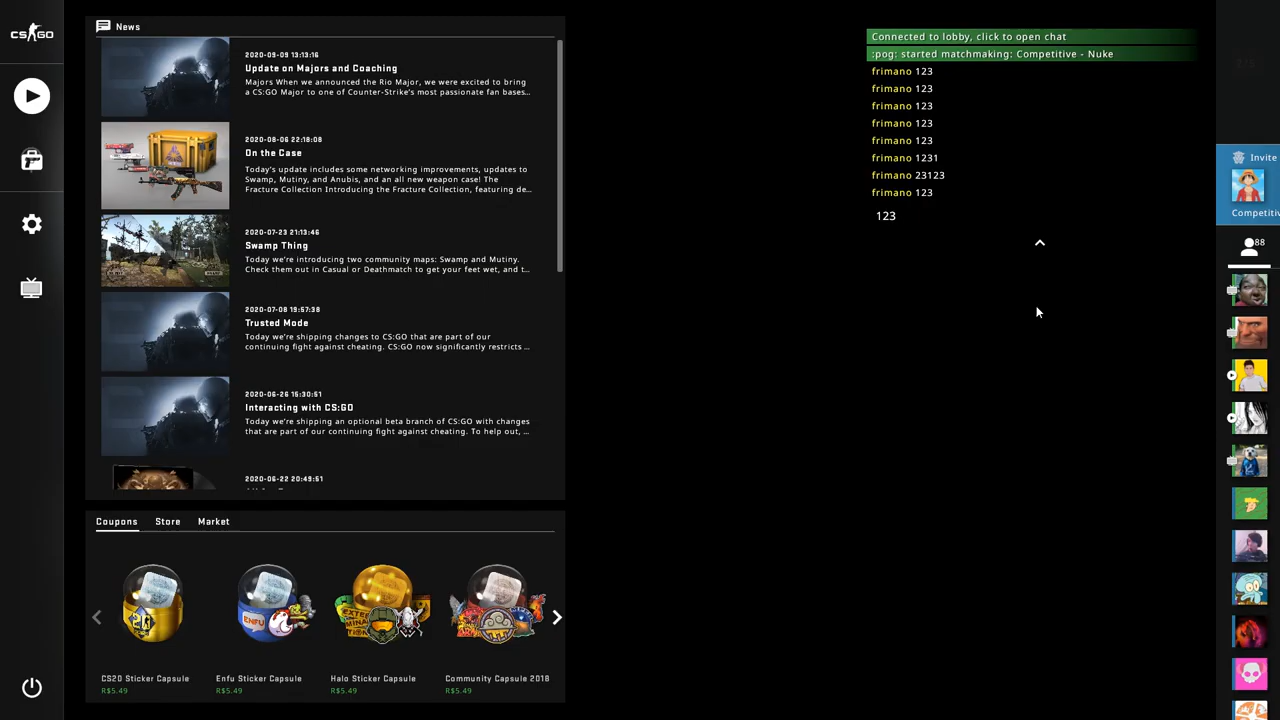 CS:GO
News
2020-09-09 13:13:16
Update on Majors and Coaching
Majors When we announced the Rio Major, we were excited to bring
a CS:GO Major to one of Counter-Strike's most passionate fan bases...
2020-08-06 22:18:08
On the Case
Today's update includes some networking improvements, updates to
Swamp, Mutiny, and Anubis, and an all new weapon case! The
Fracture Collection Introducing the Fracture Collection, featuring de...
2020-07-23 21:13:46
Swamp Thing
Today we're introducing two community maps: Swamp and Mutiny.
Check them out in Casual or Deathmatch to get your feet wet, and t...
2020-07-08 19:57:38
Trusted Mode
Today we're shipping changes to CS:GO that are part of our
continuing fight against cheating. CS:GO now significantly restricts ...
2020-06-26 15:30:51
Interacting with CS:GO
Today we're shipping an optional beta branch of CS:GO with changes
that are part of our continuing fight against cheating. To help out, ...
2020-06-22 20:49:51
Coupons Store Market
ENFU
CS20 Sticker Capsule
R$5.49
Enfu Sticker Capsule
R$5.49
Halo Sticker Capsule
R$5.49
Community Capsule 2018
R$5.49
Connected to lobby, click to open chat
:pog: started matchmaking: Competitive - Nuke
frimano 123
frimano 123
frimano 123
frimano 123
frimano 123
frimano 1231
frimano 23123
frimano 123
123
Invite
Competitiv
88